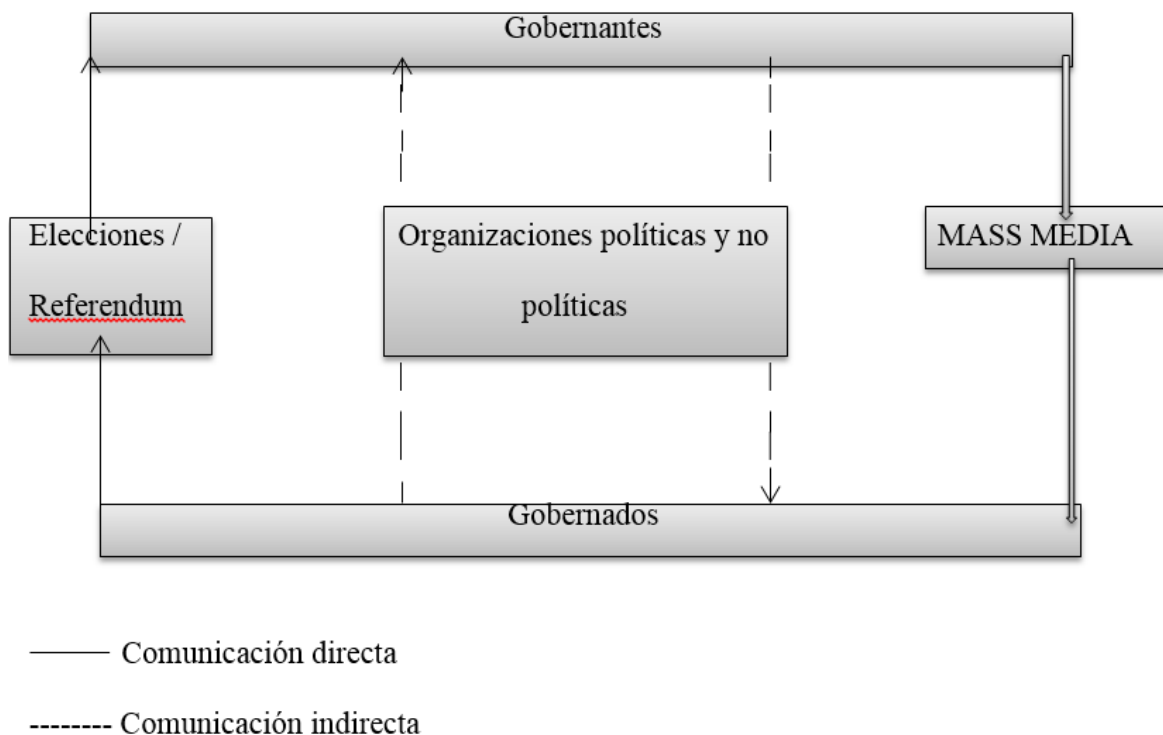 Gobernantes
Elecciones /
Referendum
Organizaciones políticas y no
políticas
MASS MEDIA
Gobernados
Comunicación directa
Comunicación indirecta